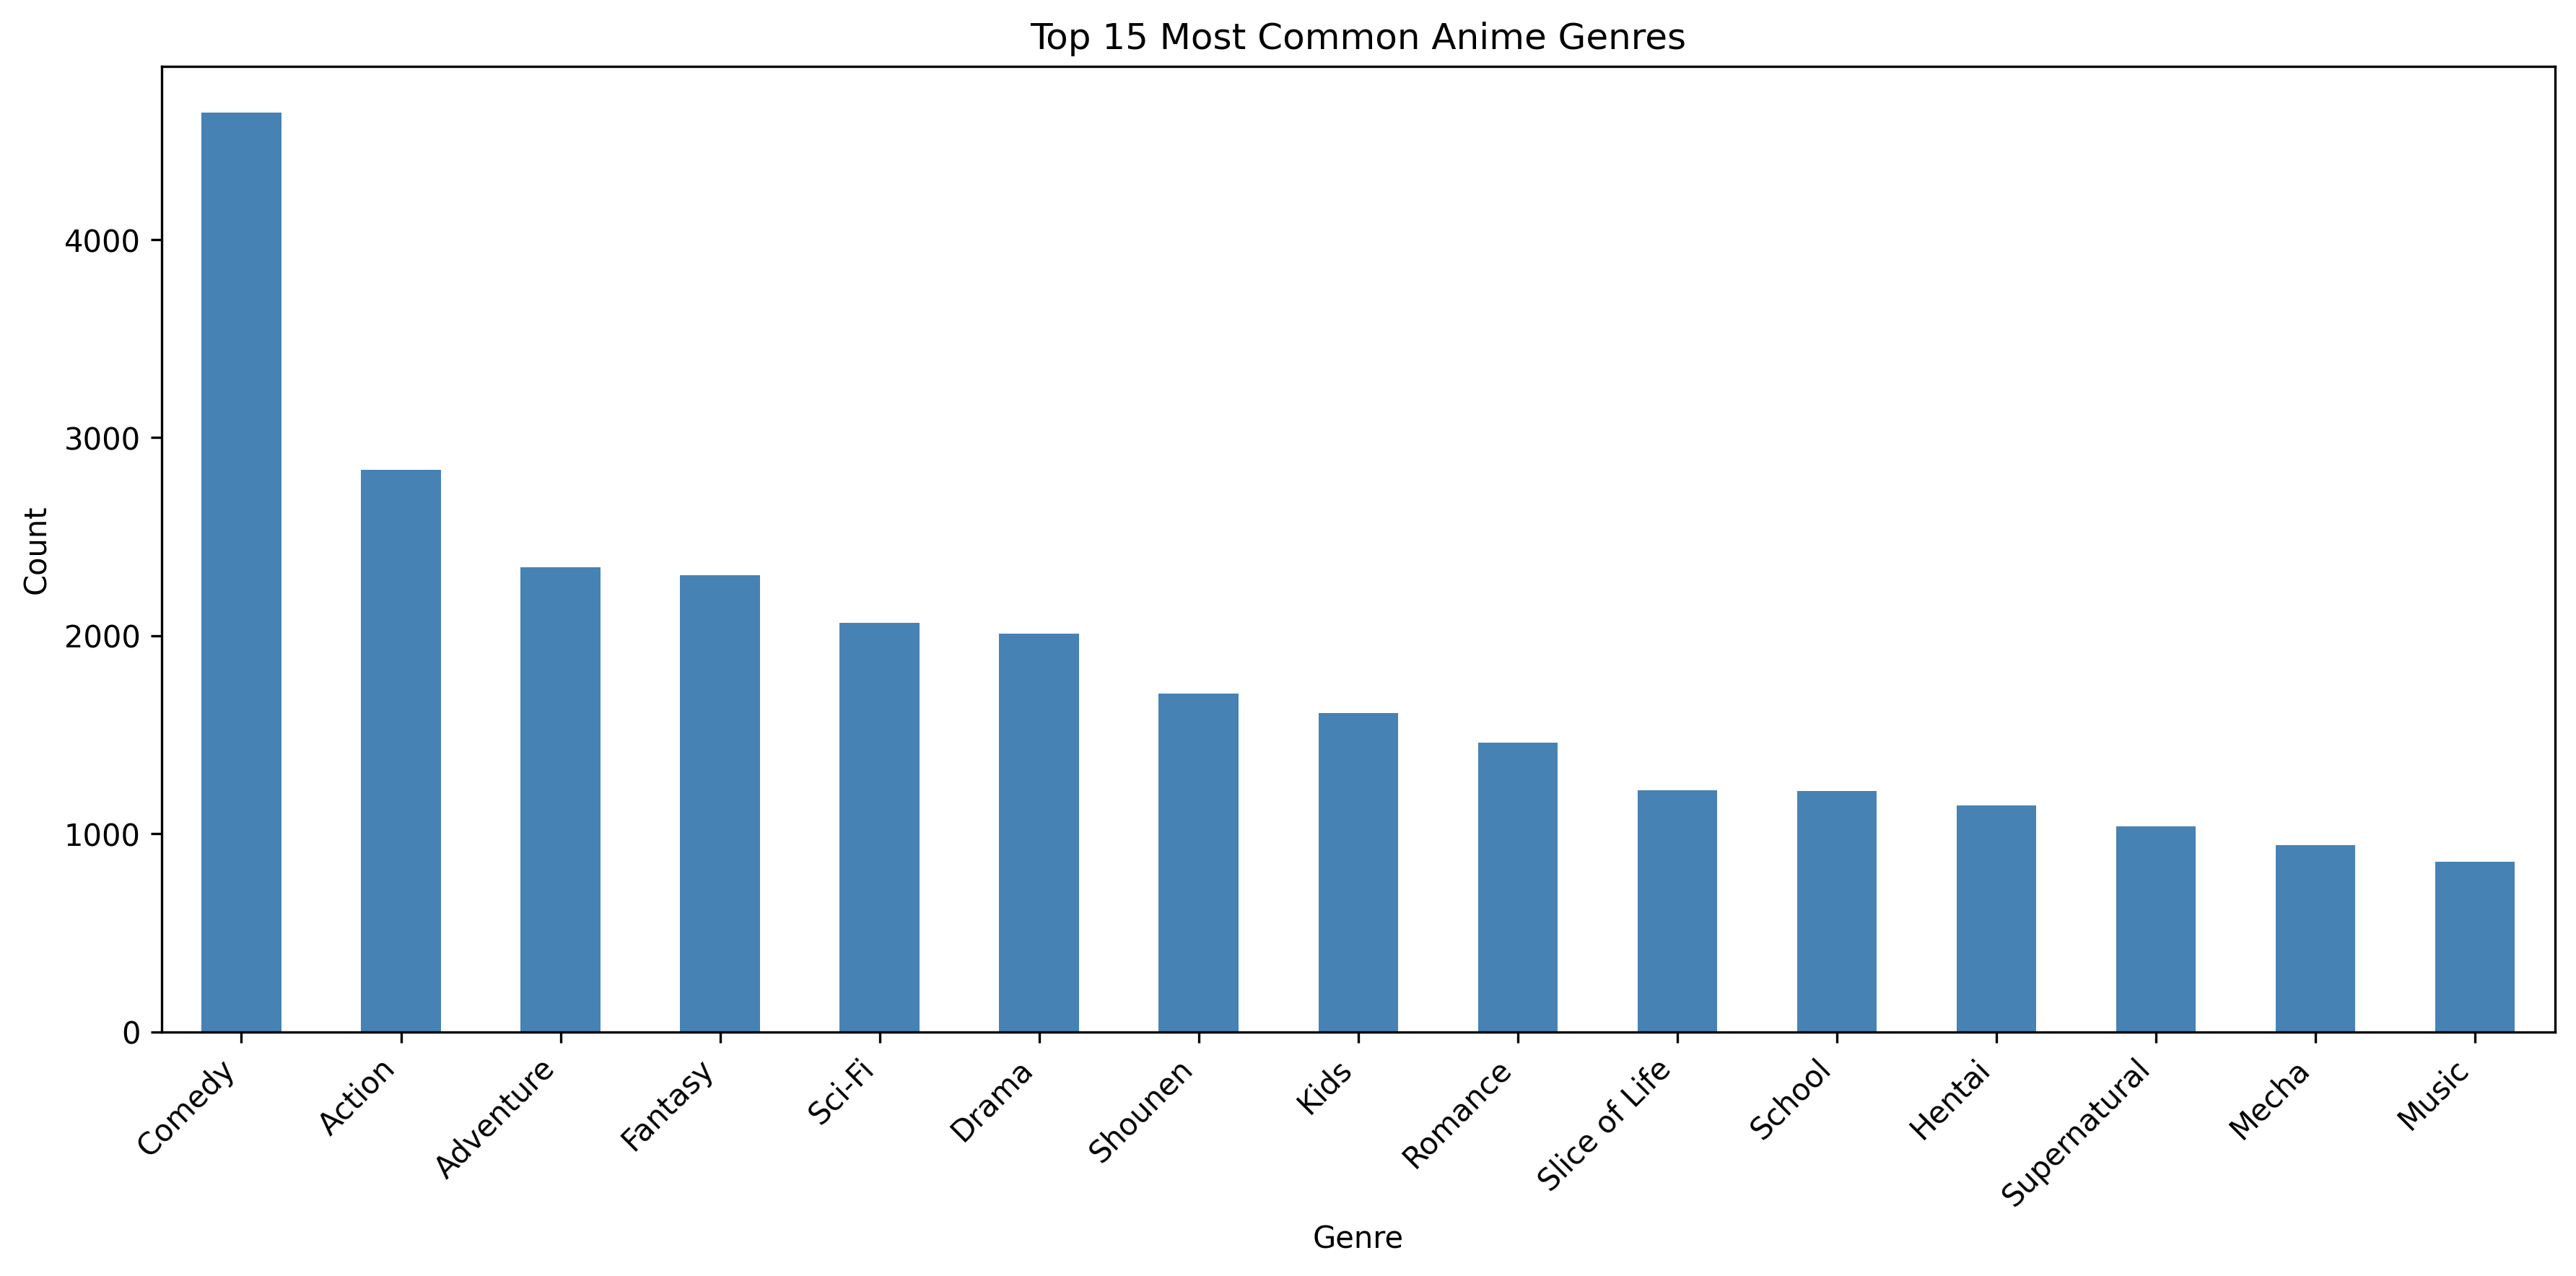 Top 15 Most Common Anime Genres
Count
4000
3000
2000
1000
0
Comedy
Action
Adventure
Fantasy
Sci-Fi
Drama
Shounen
Kids
Romance
Slice of Life
School
Hentai
Supernatural
Mecha
Music
Genre